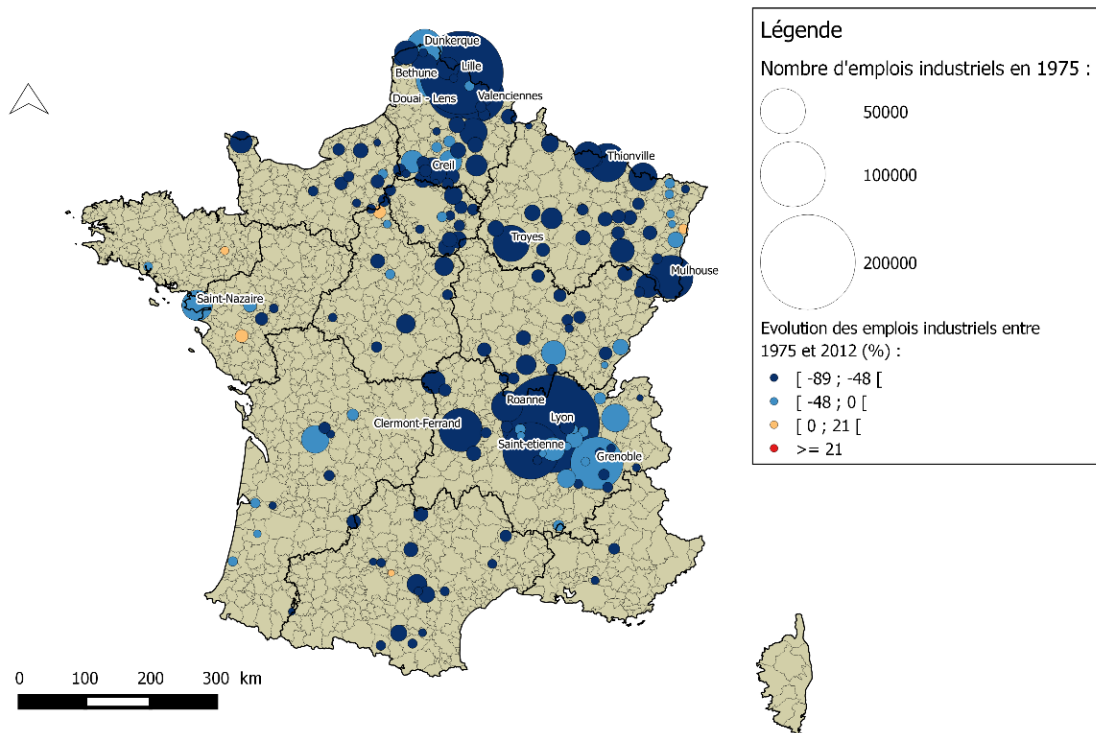 Dunkerque
Lille
Bethune
Douai - Lens
Valenciennes
Creil
Thionville
Troyes
Mulhouse
Saint-Nazaire
Roanne
Clermont-Ferrand
Lyon
Saint-etienne
Grenoble
0 100 200 300 km
Légende
Nombre d'emplois industriels en 1975 :
50000
100000
200000
Evolution des emplois industriels entre
1975 et 2012 (%) :
[ -89 ; -48 [
[ -48 ; 0 [
[ 0 ; 21 [
>= 21